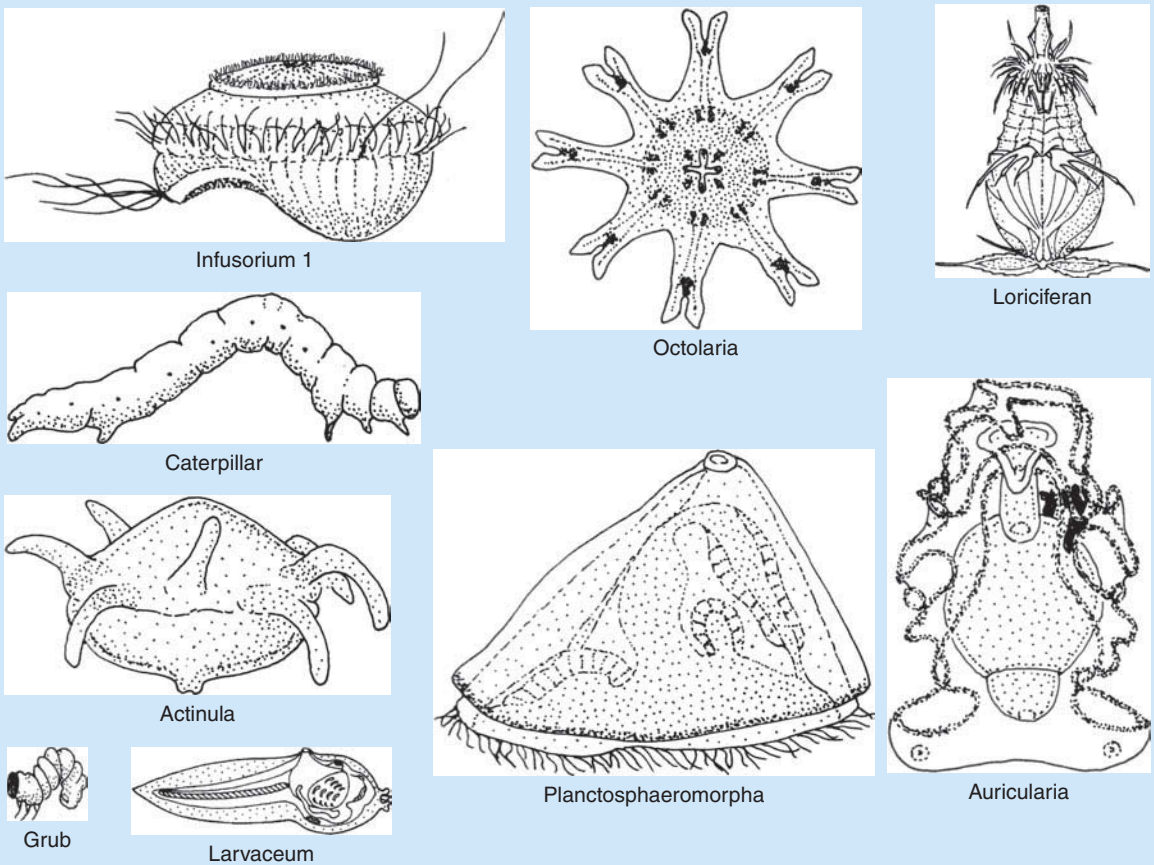 Infusorium 1
Octolaria
Loriciferan
Caterpillar
Actinula
Planctosphaeromorpha
Auricularia
Grub
Larvaceum